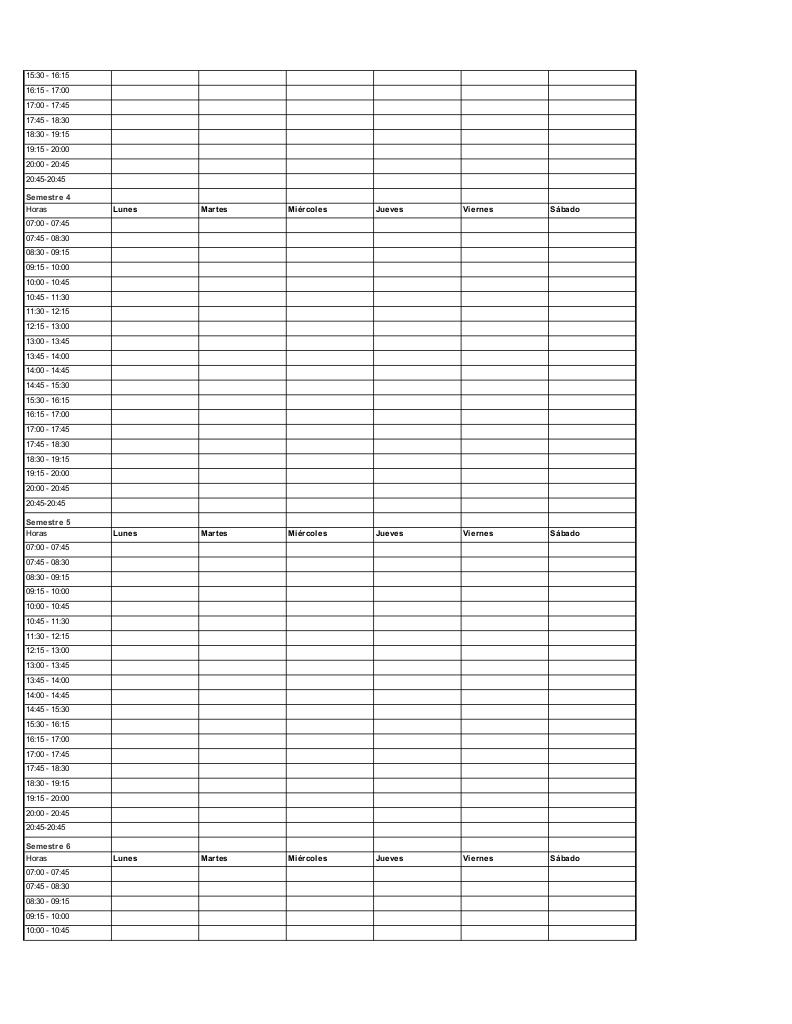 15:30 - 16:15
16:15 - 17:00
17:00 - 17:45
17:45 - 18:30
18:30 - 19:15
19:15 - 20:00
20:00 - 20:45
20:45-20:45
Semestre 4
Horas Lunes Martes Miércoles Jueves Viernes Sábado
07:00 - 07:45
07:45 - 08:30
08:30 - 09:15
09:15 - 10:00
10:00 - 10:45
10:45 - 11:30
11:30 - 12:15
12:15 - 13:00
13:00 - 13:45
13:45 - 14:00
14:00 - 14:45
14:45 - 15:30
15:30 - 16:15
16:15 - 17:00
17:00 - 17:45
17:45 - 18:30
18:30 - 19:15
19:15 - 20:00
20:00 - 20:45
20:45-20:45
Semestre 5
Horas Lunes Martes Miércoles Jueves Viernes Sábado
07:00 - 07:45
07:45 - 08:30
08:30 - 09:15
09:15 - 10:00
10:00 - 10:45
10:45 - 11:30
11:30 - 12:15
12:15 - 13:00
13:00 - 13:45
13:45 - 14:00
14:00 - 14:45
14:45 - 15:30
15:30 - 16:15
16:15 - 17:00
17:00 - 17:45
17:45 - 18:30
18:30 - 19:15
19:15 - 20:00
20:00 - 20:45
20:45-20:45
Semestre 6
Horas Lunes Martes Miércoles Jueves Viernes Sábado
07:00 - 07:45
07:45 - 08:30
08:30 - 09:15
09:15 - 10:00
10:00 - 10:45